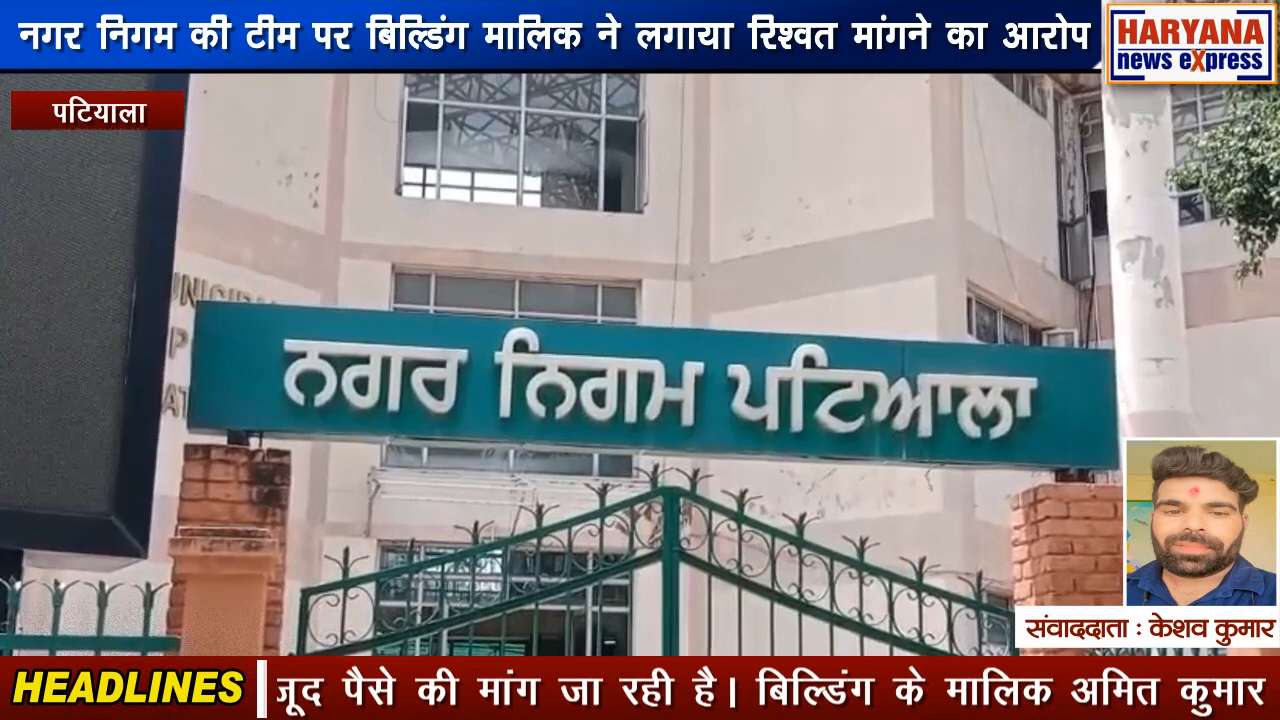 नगर निगम की टीम पर बिल्डिंग मालिक ने लगाया रिश्वत मांगने का आरोप
HARYANA
news eXpress
पटियाला
ਨਗਰ ਨਿਗਮ ਪਟਿਆਲਾ
संवाददाता : केशव कुमार
HEADLINES
जूद पैसे की मांग जा रही है। बिल्डिंग के मालिक अमित कुमार